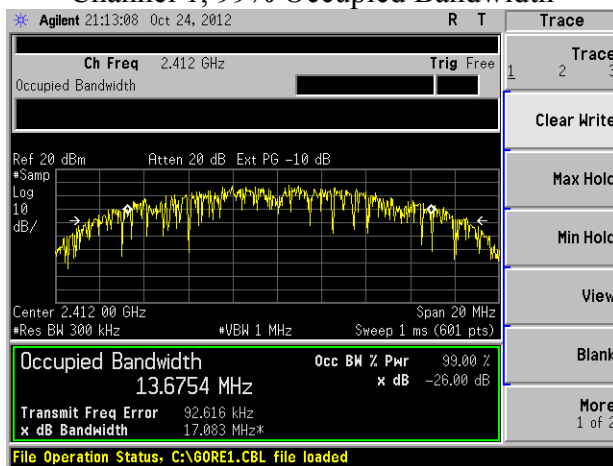 Channel 1, 99% Occupied Bandwidth
Agilent 21:13:08 Oct 24, 2012 R T Trace
Ch Freq 2.412 GHz Trig Free
Occupied Bandwidth
Trace
1 2 3
Clear Write
Max Hold
Min Hold
View
Blank
More
1 of 2
Ref 20 dBm Atten 20 dB Ext PG -10 dB
#Samp
Log
10
dB/
Center 2.412 00 GHz Span 20 MHz
#Res BW 300 kHz #VBW 1 MHz Sweep 1 ms (601 pts)
Occupied Bandwidth Occ BW % Pwr 99.00 %
13.6754 MHz x dB -26.00 dB
Transmit Freq Error 92.616 kHz
x dB Bandwidth 17.083 MHz*
File Operation Status, C:\GORE1.CBL file loaded